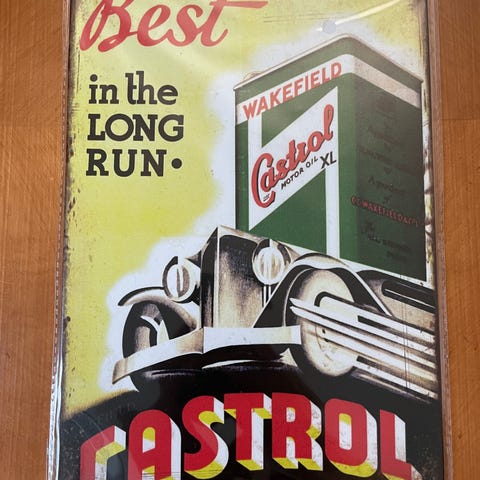 Best
in the
LONG
RUN•
WAKEFIELD
Castrol
MOTOR OIL XL
CASTROL